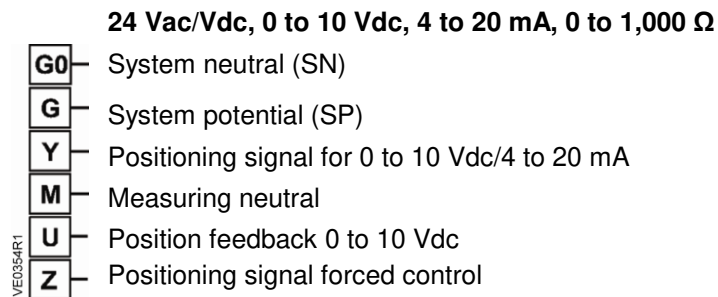 24 Vac/Vdc, 0 to 10 Vdc, 4 to 20 mA, 0 to 1,000 Ω
G0 System neutral (SN)
G System potential (SP)
Y Positioning signal for 0 to 10 Vdc/4 to 20 mA
M Measuring neutral
U Position feedback 0 to 10 Vdc
Z Positioning signal forced control
VE0354R1